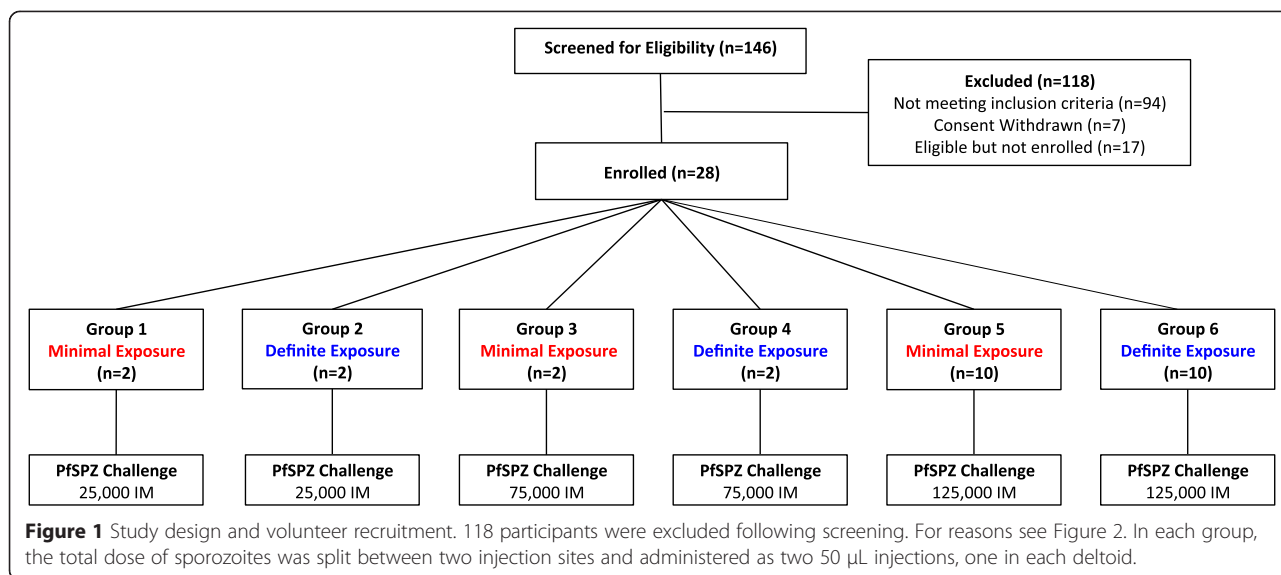 Screened for Eligibility (n=146)
Excluded (n=118)
Not meeting inclusion criteria (n=94)
Consent Withdrawn (n=7)
Eligible but not enrolled (n=17)
Enrolled (n=28)
Group 1
Minimal Exposure
(n=2)
Group 2
Definite Exposure
(n=2)
Group 3
Minimal Exposure
(n=2)
Group 4
Definite Exposure
(n=2)
Group 5
Minimal Exposure
(n=10)
Group 6
Definite Exposure
(n=10)
PfSPZ Challenge
25,000 IM
PfSPZ Challenge
25,000 IM
PfSPZ Challenge
75,000 IM
PfSPZ Challenge
75,000 IM
PfSPZ Challenge
125,000 IM
PfSPZ Challenge
125,000 IM
Figure 1 Study design and volunteer recruitment. 118 participants were excluded following screening. For reasons see Figure 2. In each group,
the total dose of sporozoites was split between two injection sites and administered as two 50 μL injections, one in each deltoid.